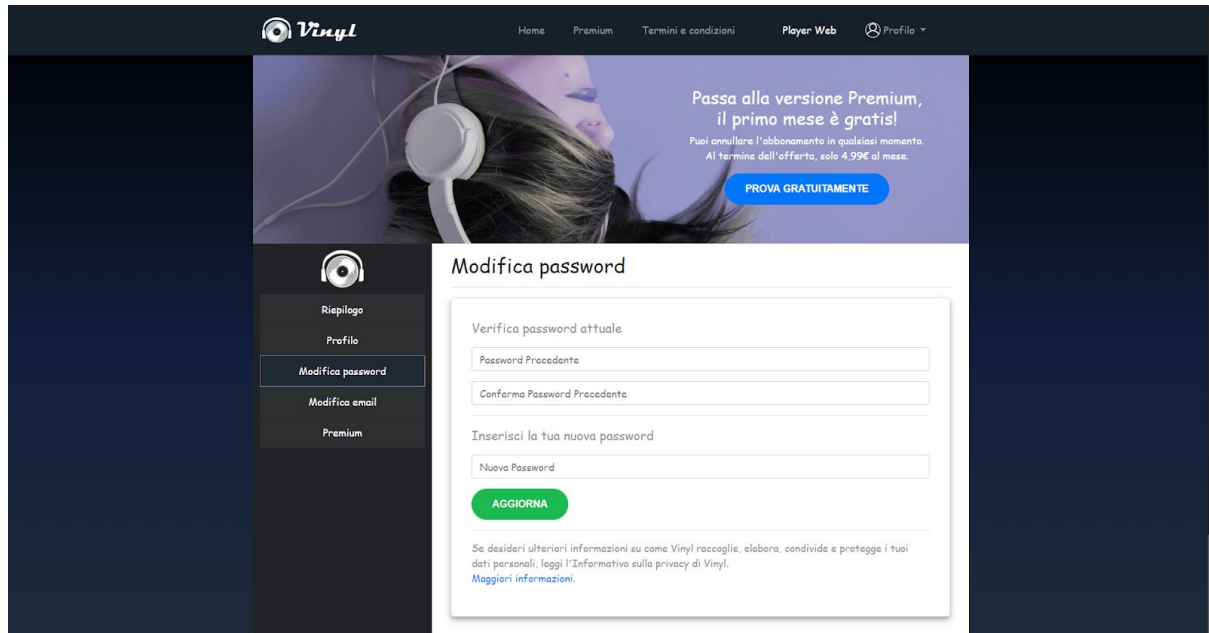 Vinyl
Home Premium Termini e condizioni Player Web Profilo
Passa alla versione Premium,
il primo mese è gratis!
Puoi annullare l'abbonamento in qualsiasi momento.
Al termine dell'offerta, solo 4,99€ al mese.
PROVA GRATUITAMENTE
Riepilogo
Profilo
Modifica password
Modifica email
Premium
Modifica password
Verifica password attuale
Password Precedente
Conferma Password Precedente
Inserisci la tua nuova password
Nuova Password
AGGIORNA
Se desideri ulteriori informazioni su come Vinyl raccoglie, elabora, condivide e protegge i tuoi
dati personali, leggi l'Informativa sulla privacy di Vinyl.
Maggiori informazioni.